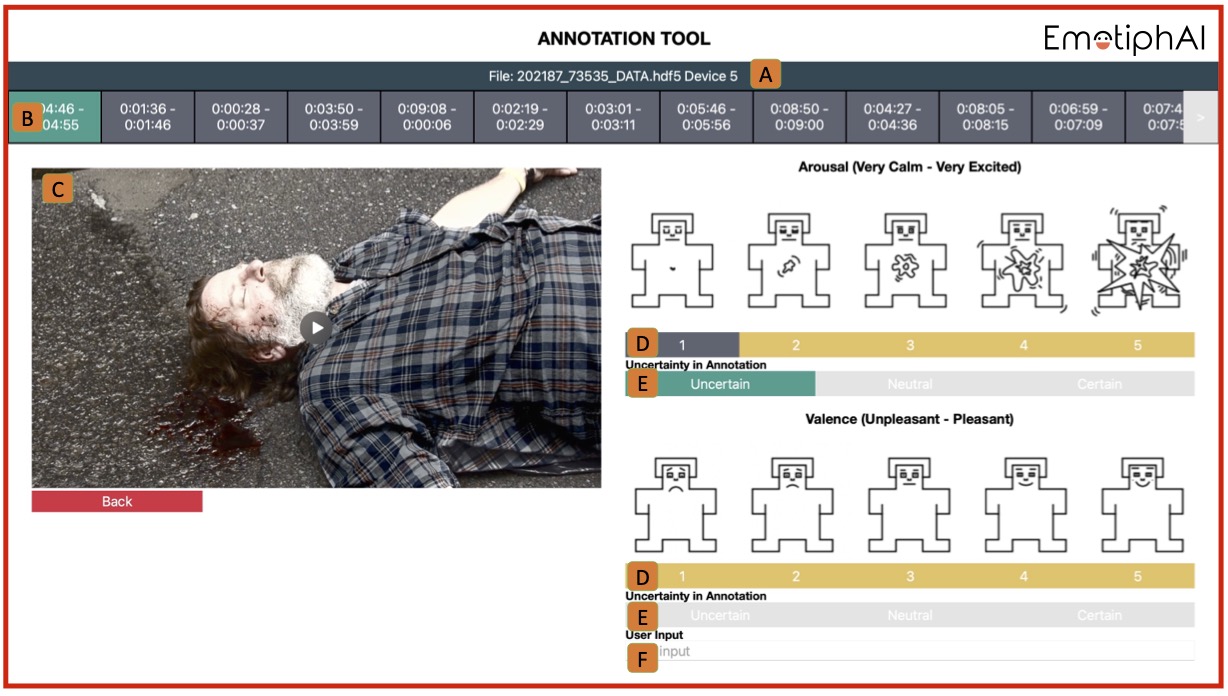 ANNOTATION TOOL
EmotiphAI
File: 202187_73535_DATA.hdf5 Device 5
A
B
4:46 -
04:55
0:01:36 -
0:01:46
0:00:28 -
0:00:37
0:03:50 -
0:03:59
0:09:08 -
0:00:06
0:02:19 -
0:02:29
0:03:01 -
0:03:11
0:05:46 -
0:05:56
0:08:50 -
0:09:00
0:04:27 -
0:04:36
0:08:05 -
0:08:15
0:06:59 -
0:07:09
0:07:4
0:07:5
>
C
Back
Arousal (Very Calm - Very Excited)
D
1 2 3 4 5
Uncertainty in Annotation
E
Uncertain Neutral Certain
Valence (Unpleasant - Pleasant)
D
1 2 3 4 5
Uncertainty in Annotation
E
Uncertain Neutral Certain
User Input
F
input